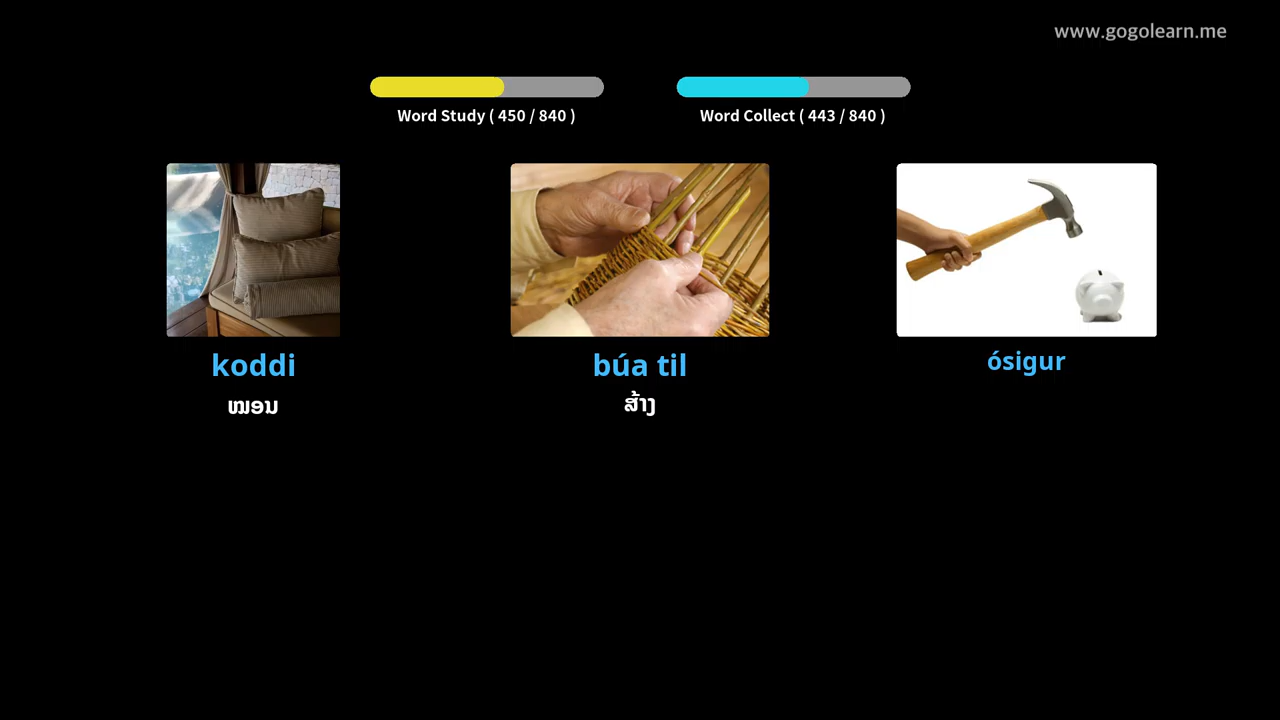 www.gogolearn.me
Word Study ( 450 / 840 )
Word Collect ( 443 / 840 )
koddi
ໝອນ
búa til
ສ້າງ
ósigur